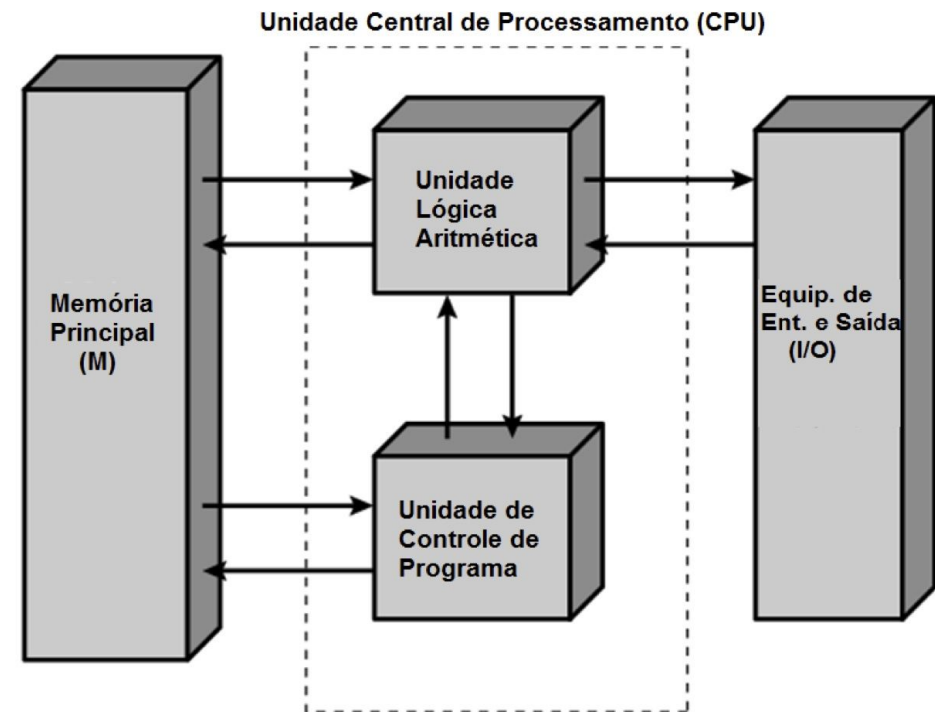 Unidade Central de Processamento (CPU)
Unidade
Lógica
Aritmética
Memória
Principal
(M)
Equip. de
Ent. e Saída
(I/O)
Unidade de
Controle de
Programa